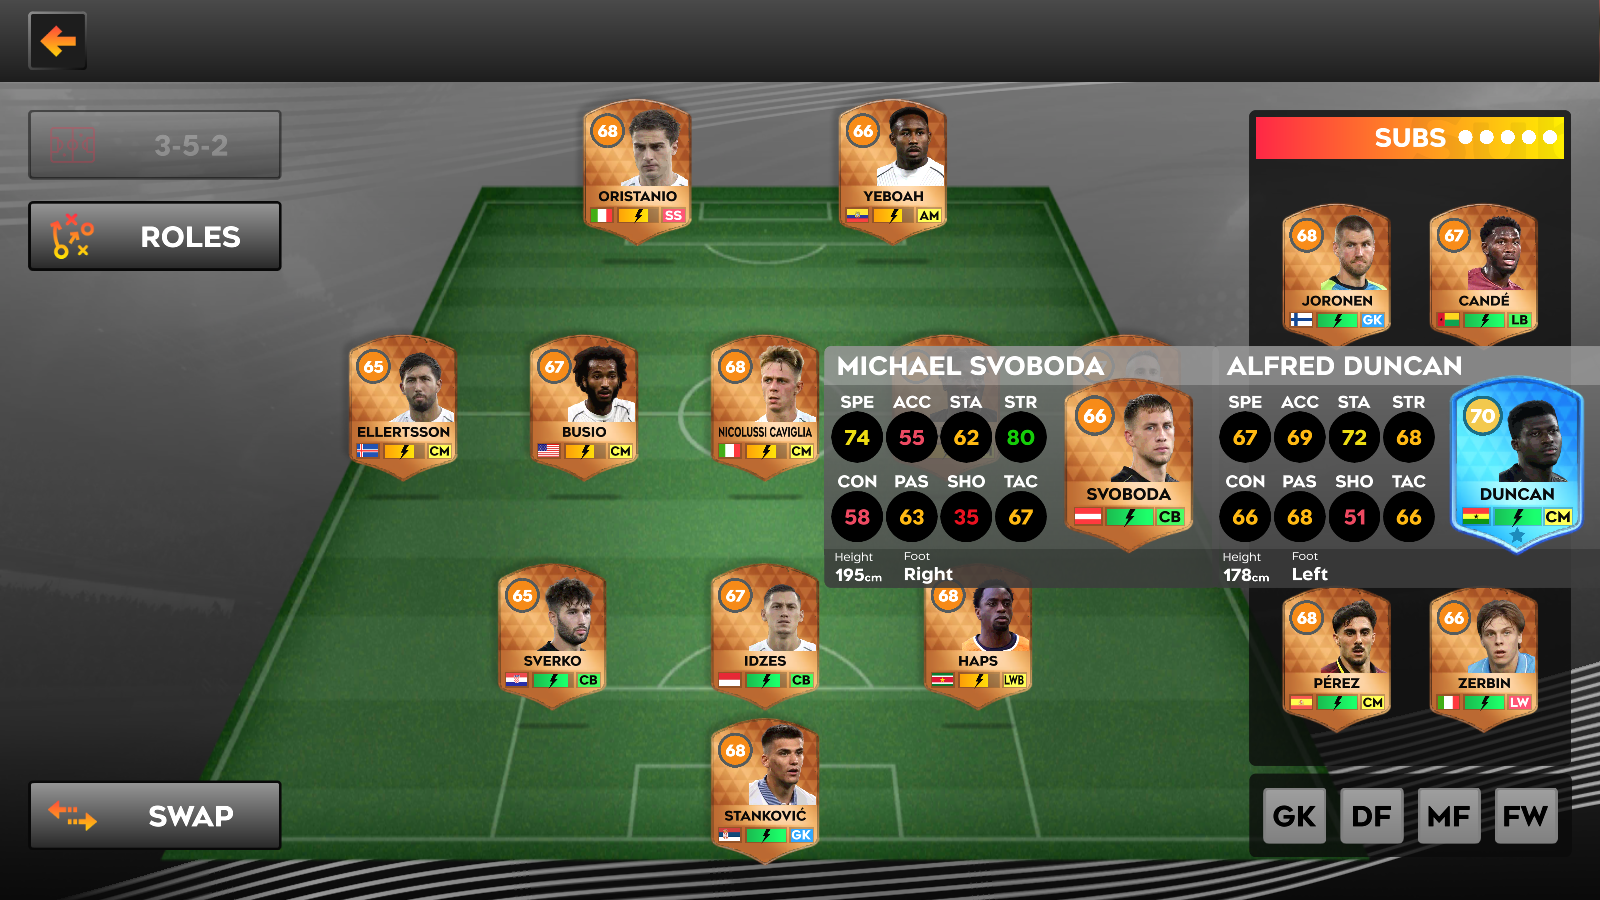 3-5-2
ROLES
SWAP
68
ORISTANIO
SS
66
YEBOAH
AM
65
ELLERTSSON
CM
67
BUSIO
CM
68
NICOLUSSI CAVIGLIA
CM
65
SVERKO
CB
67
IDZES
CB
68
HAPS
LWB
68
STANKOVIĆ
GK
MICHAEL SVOBODA
SPE ACC STA STR
74 55 62 80
CON PAS SHO TAC
58 63 35 67
Height Foot
195cm Right
66
SVOBODA
CB
ALFRED DUNCAN
SPE ACC STA STR
67 69 72 68
CON PAS SHO TAC
66 68 51 66
Height Foot
178cm Left
70
DUNCAN
CM
SUBS
68
JORONEN
GK
67
CANDÉ
LB
68
PÉREZ
CM
66
ZERBIN
LW
GK DF MF FW